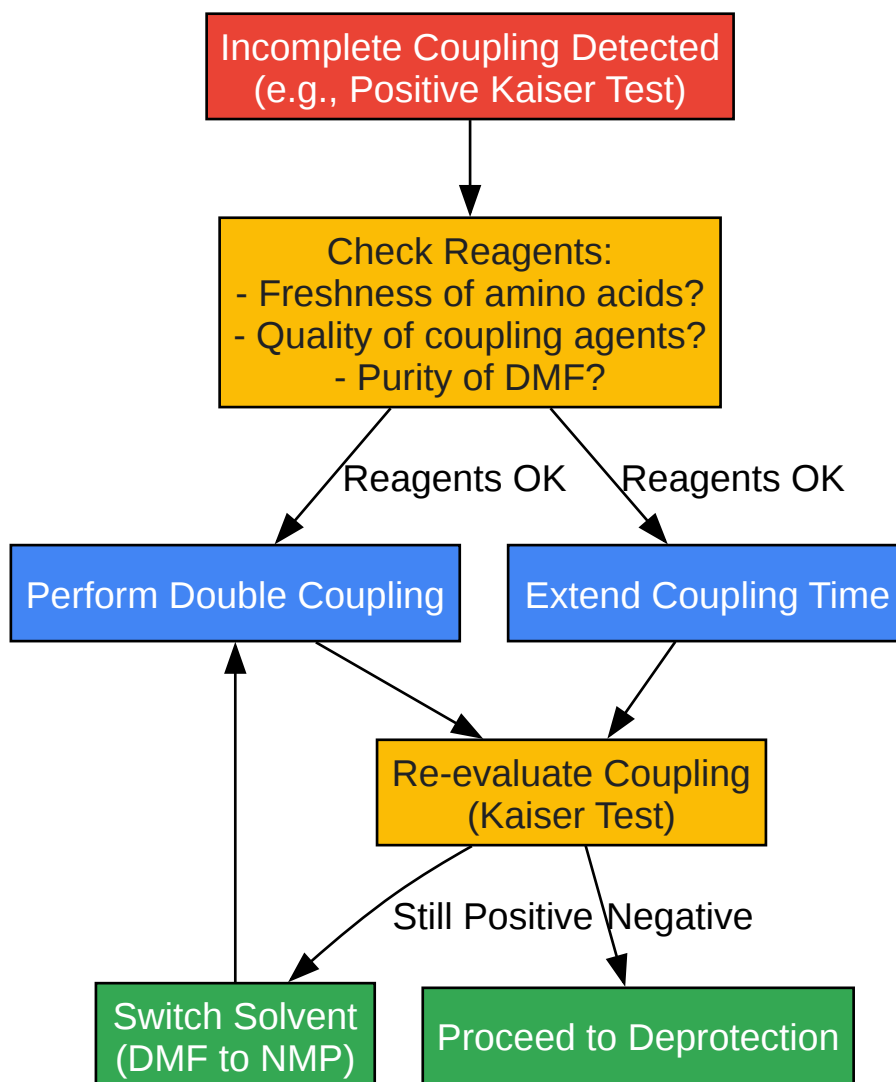 Incomplete Coupling Detected
(e.g., Positive Kaiser Test)
Check Reagents:
- Freshness of amino acids?
- Quality of coupling agents?
- Purity of DMF?
Reagents OK
Reagents OK
Perform Double Coupling
Extend Coupling Time
Re-evaluate Coupling
(Kaiser Test)
Still Positive
Negative
Switch Solvent
(DMF to NMP)
Proceed to Deprotection